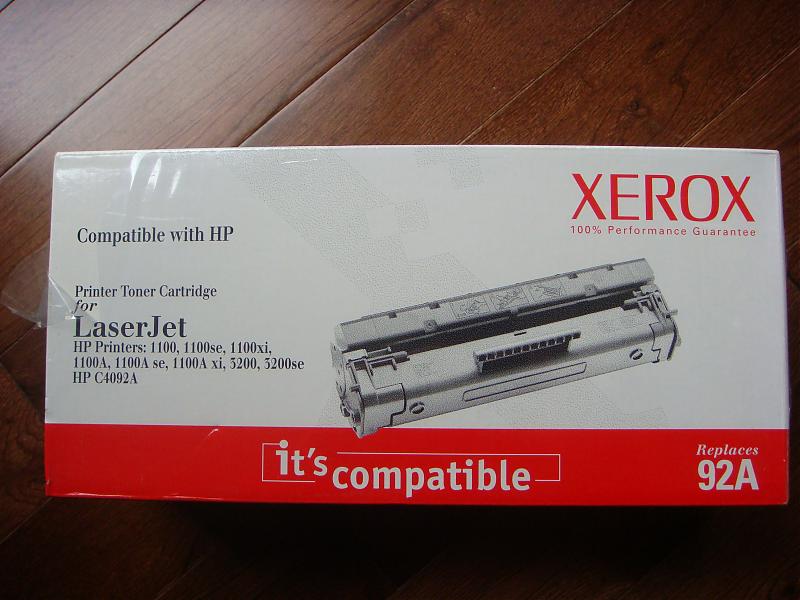 XEROX
100% Performance Guarantee
Compatible with HP
Printer Toner Cartridge
for
LaserJet
HP Printers: 1100, 1100se, 1100xi,
1100A, 1100A se, 1100A xi, 3200, 3200se
HP C4092A
it's compatible
Replaces
92A